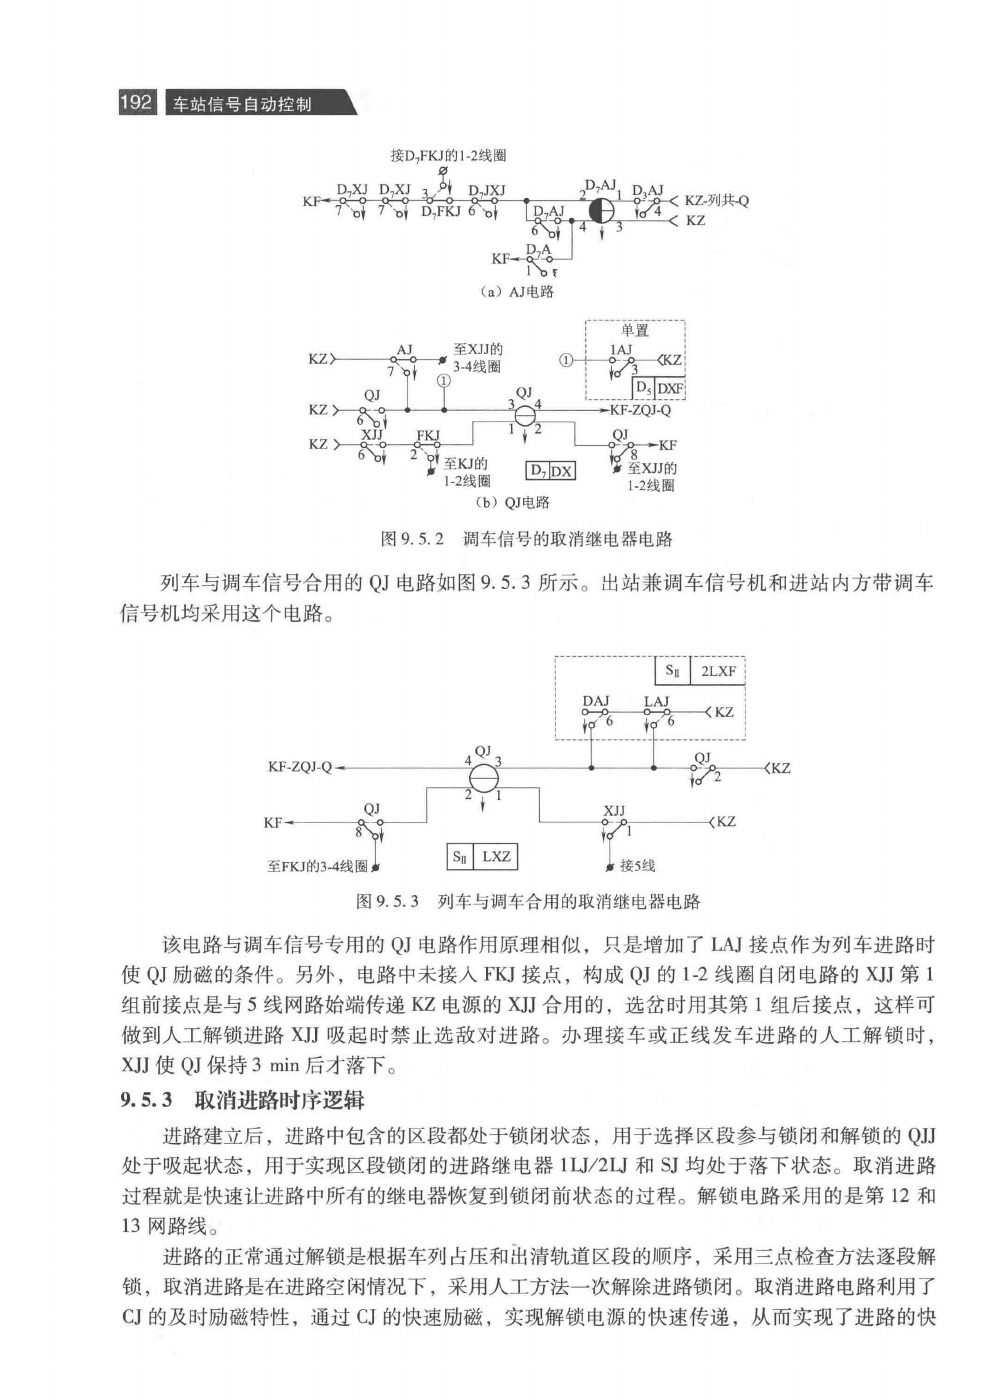 192 车站信号自动控制
接D₇FKJ的1-2线圈
KF D₇XJ D₇XJ 3 D₇JXJ D₇AJ D₃AJ KZ-列共-Q
7 7 D₇FKJ 6 D₇AJ 2 1 4 KZ
6 4 3
KF D₇A
1
（a）AJ电路
单置
KZ AJ 至XJJ的 ① 1AJ KZ
7 3-4线圈 3
① D₅ DXF
QJ QJ
KZ 6 3 4 KF-ZQJ-Q
KZ XJJ FKJ 1 2 QJ KF
6 2 至KJ的 D₇ DX 8 至XJJ的
1-2线圈 1-2线圈
（b）QJ电路
图9.5.2 调车信号的取消继电器电路
列车与调车信号合用的 QJ 电路如图 9.5.3 所示。出站兼调车信号机和进站内方带调车
信号机均采用这个电路。
SⅡ 2LXF
DAJ LAJ KZ
6 6
KF-ZQJ-Q 4 QJ 3 QJ KZ
2 1 2
KF QJ XJJ KZ
8 1
至FKJ的3-4线圈 SⅡ LXZ 接5线
图9.5.3 列车与调车合用的取消继电器电路
该电路与调车信号专用的 QJ 电路作用原理相似，只是增加了 LAJ 接点作为列车进路时
使 QJ 励磁的条件。另外，电路中未接入 FKJ 接点，构成 QJ 的 1-2 线圈自闭电路的 XJJ 第 1
组前接点是与 5 线网路始端传递 KZ 电源的 XJJ 合用的，选岔时用其第 1 组后接点，这样可
做到人工解锁进路 XJJ 吸起时禁止选敌对进路。办理接车或正线发车进路的人工解锁时，
XJJ 使 QJ 保持 3 min 后才落下。
9.5.3 取消进路时序逻辑
进路建立后，进路中包含的区段都处于锁闭状态，用于选择区段参与锁闭和解锁的 QJJ
处于吸起状态，用于实现区段锁闭的进路继电器 1LJ/2LJ 和 SJ 均处于落下状态。取消进路
过程就是快速让进路中所有的继电器恢复到锁闭前状态的过程。解锁电路采用的是第 12 和
13 网路线。
进路的正常通过解锁是根据车列占压和出清轨道区段的顺序，采用三点检查方法逐段解
锁，取消进路是在进路空闲情况下，采用人工方法一次解除进路锁闭。取消进路电路利用了
CJ 的及时励磁特性，通过 CJ 的快速励磁，实现解锁电源的快速传递，从而实现了进路的快